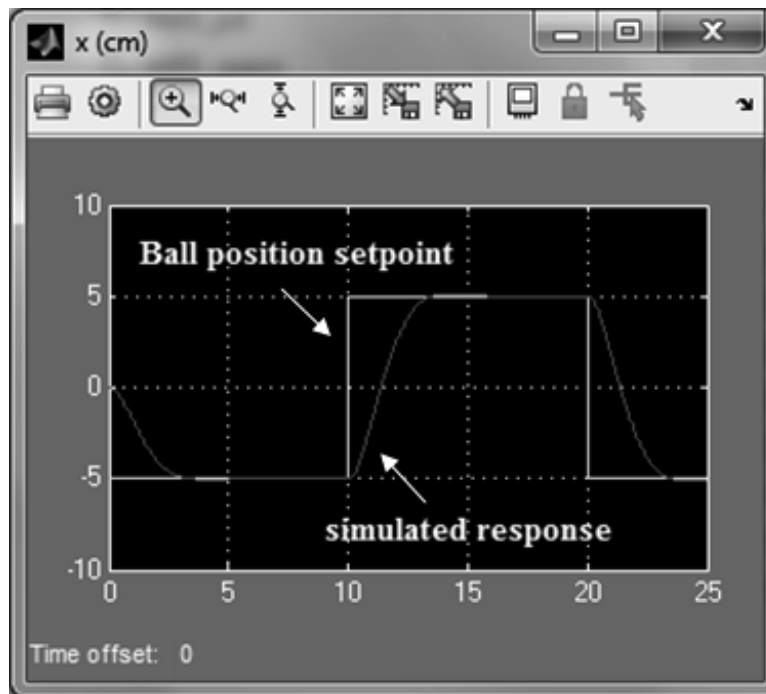 x (cm)
10
Ball position setpoint
5
0
-5
simulated response
-10
0 5 10 15 20 25
Time offset: 0